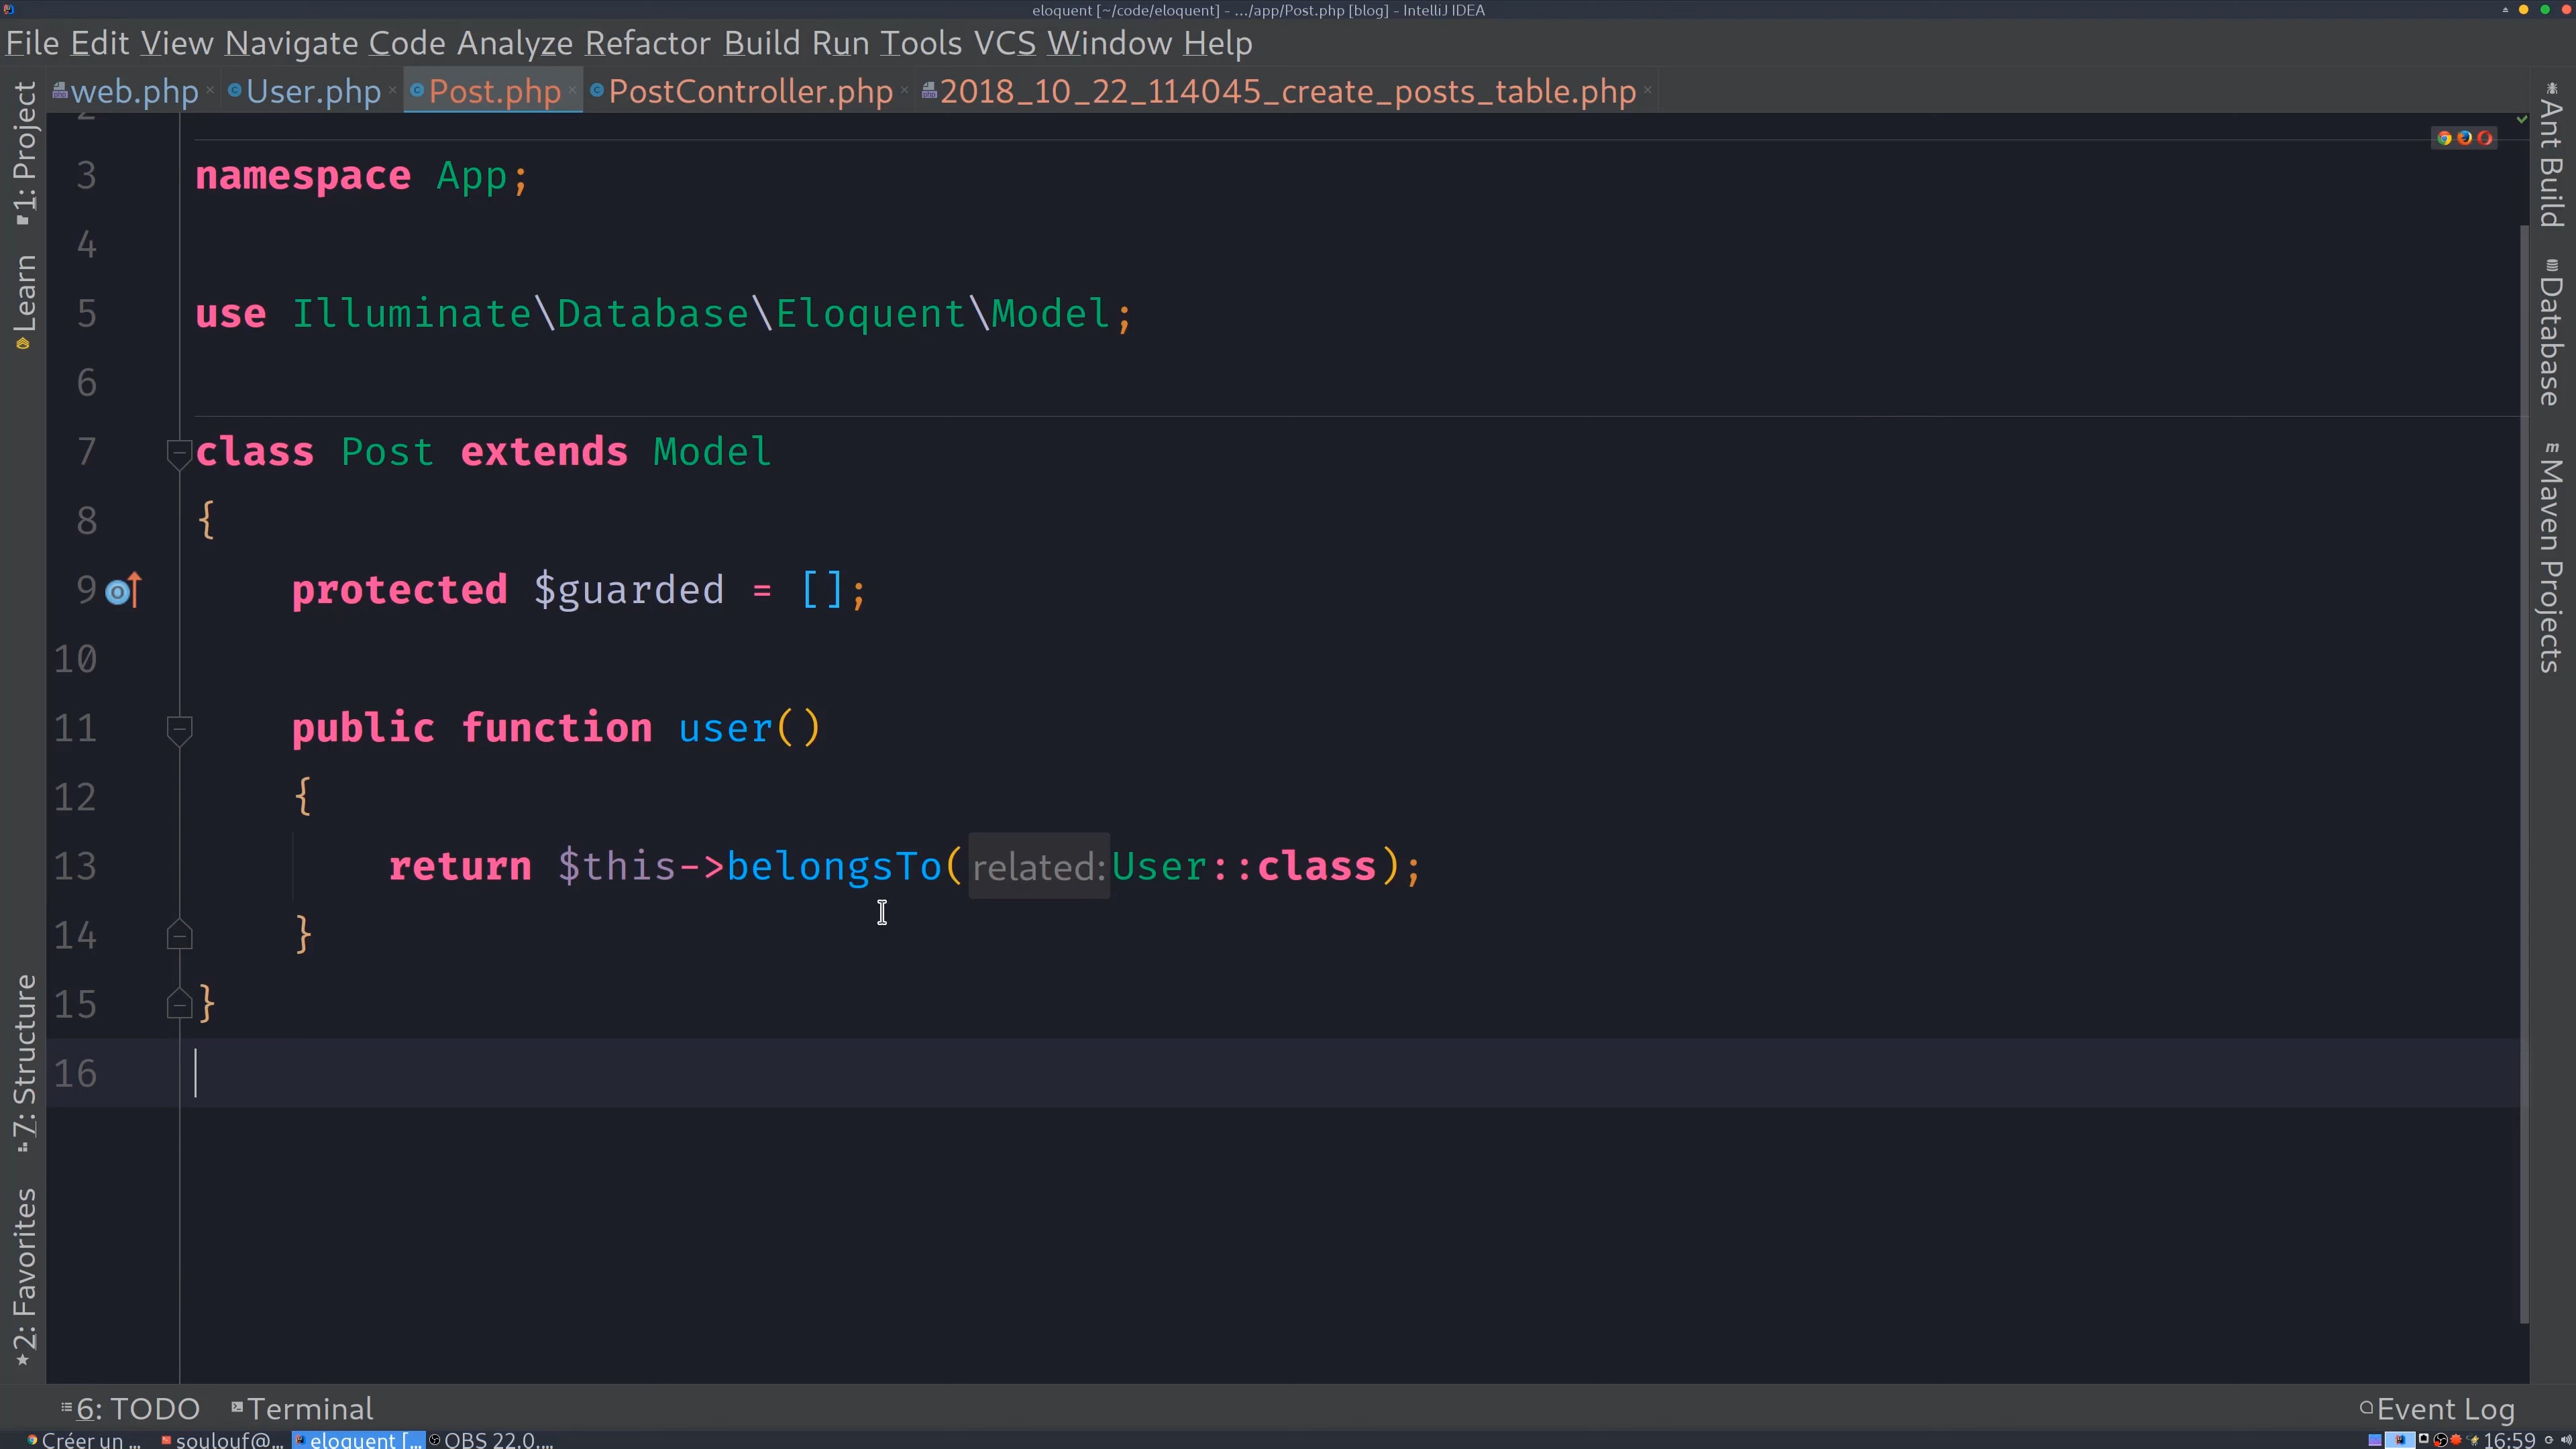 eloquent [~/code/eloquent] - .../app/Post.php [blog] - IntelliJ IDEA
File Edit View Navigate Code Analyze Refactor Build Run Tools VCS Window Help
web.php User.php Post.php PostController.php 2018_10_22_114045_create_posts_table.php
1: Project
Learn
7: Structure
2: Favorites
2
3 namespace App;
4
5 use Illuminate\Database\Eloquent\Model;
6
7 class Post extends Model
8 {
9 protected $guarded = [];
10
11 public function user()
12 {
13 return $this->belongsTo( related: User::class);
14 }
15 }
16
Ant Build
Database
Maven Projects
6: TODO Terminal Event Log
Créer un ... soulouf@... eloquent [... OBS 22.0.... 16:59